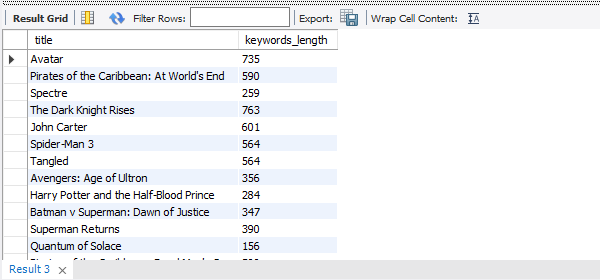 Result Grid Filter Rows: Export: Wrap Cell Content:
title keywords_length
Avatar 735
Pirates of the Caribbean: At World's End 590
Spectre 259
The Dark Knight Rises 763
John Carter 601
Spider-Man 3 564
Tangled 564
Avengers: Age of Ultron 356
Harry Potter and the Half-Blood Prince 284
Batman v Superman: Dawn of Justice 347
Superman Returns 390
Quantum of Solace 156
Result 3 ×